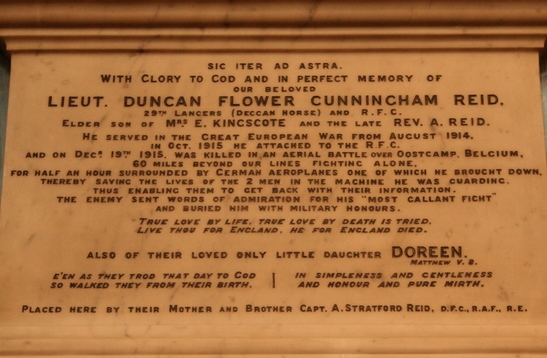 SIC ITER AD ASTRA.
WITH GLORY TO GOD AND IN PERFECT MEMORY OF
OUR BELOVED
LIEUT. DUNCAN FLOWER CUNNINGHAM REID.
29TH LANCERS (DECCAN HORSE) AND R.F.C.
ELDER SON OF MRS E. KINGSCOTE AND THE LATE REV. A. REID.
HE SERVED IN THE GREAT EUROPEAN WAR FROM AUGUST 1914,
IN OCT. 1915 HE ATTACHED TO THE R.F.C.
AND ON DECR 19TH 1915, WAS KILLED IN AN AERIAL BATTLE OVER OOSTCAMP, BELGIUM,
60 MILES BEYOND OUR LINES FIGHTING ALONE,
FOR HALF AN HOUR SURROUNDED BY GERMAN AEROPLANES ONE OF WHICH HE BROUGHT DOWN,
THEREBY SAVING THE LIVES OF THE 2 MEN IN THE MACHINE HE WAS GUARDING.
THUS ENABLING THEM TO GET BACK WITH THEIR INFORMATION.
THE ENEMY SENT WORDS OF ADMIRATION FOR HIS "MOST GALLANT FIGHT"
AND BURIED HIM WITH MILITARY HONOURS.
TRUE LOVE BY LIFE, TRUE LOVE BY DEATH IS TRIED,
LIVE THOU FOR ENGLAND, HE FOR ENGLAND DIED.
ALSO OF THEIR LOVED ONLY LITTLE DAUGHTER DOREEN.
MATTHEW V. 8.
E'EN AS THEY TROD THAT DAY TO GOD
SO WALKED THEY FROM THEIR BIRTH.
IN SIMPLENESS AND GENTLENESS
AND HONOUR AND PURE MIRTH.
PLACED HERE BY THEIR MOTHER AND BROTHER CAPT. A. STRATFORD REID, D.F.C., R.A.F., R.E.